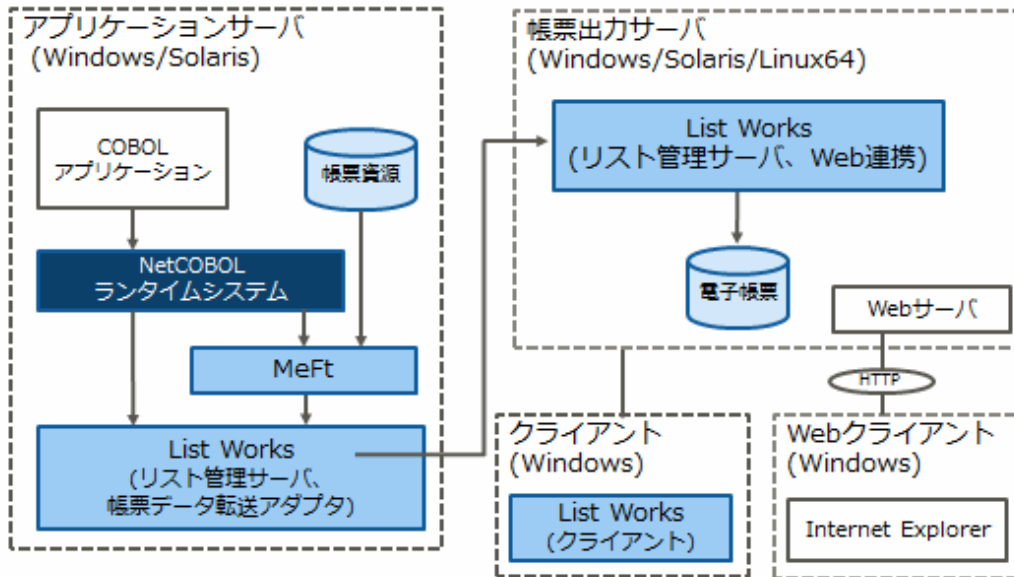 アプリケーションサーバ
(Windows/Solaris)
COBOL
アプリケーション
帳票資源
NetCOBOL
ランタイムシステム
MeFt
List Works
(リスト管理サーバ、
帳票データ転送アダプタ)
帳票出力サーバ
(Windows/Solaris/Linux64)
List Works
(リスト管理サーバ、Web連携)
電子帳票
Webサーバ
HTTP
クライアント
(Windows)
List Works
(クライアント)
Webクライアント
(Windows)
Internet Explorer